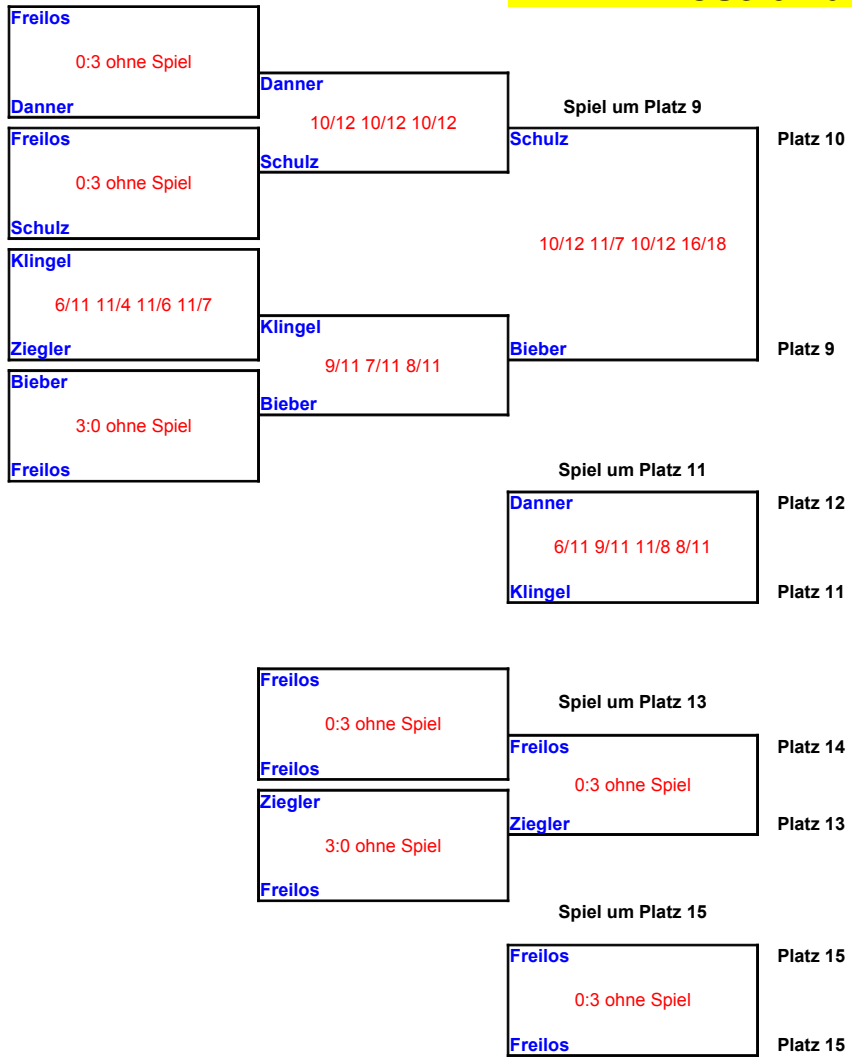 Freilos
0:3 ohne Spiel
Danner
Danner
10/12 10/12 10/12
Schulz
Spiel um Platz 9
Freilos
0:3 ohne Spiel
Schulz
Schulz
Platz 10
10/12 11/7 10/12 16/18
Bieber
Platz 9
Klingel
6/11 11/4 11/6 11/7
Ziegler
Klingel
9/11 7/11 8/11
Bieber
Bieber
3:0 ohne Spiel
Freilos
Spiel um Platz 11
Danner
Platz 12
6/11 9/11 11/8 8/11
Klingel
Platz 11
Freilos
0:3 ohne Spiel
Freilos
Spiel um Platz 13
Freilos
Platz 14
0:3 ohne Spiel
Ziegler
Platz 13
Ziegler
3:0 ohne Spiel
Freilos
Spiel um Platz 15
Freilos
Platz 15
0:3 ohne Spiel
Freilos
Platz 15